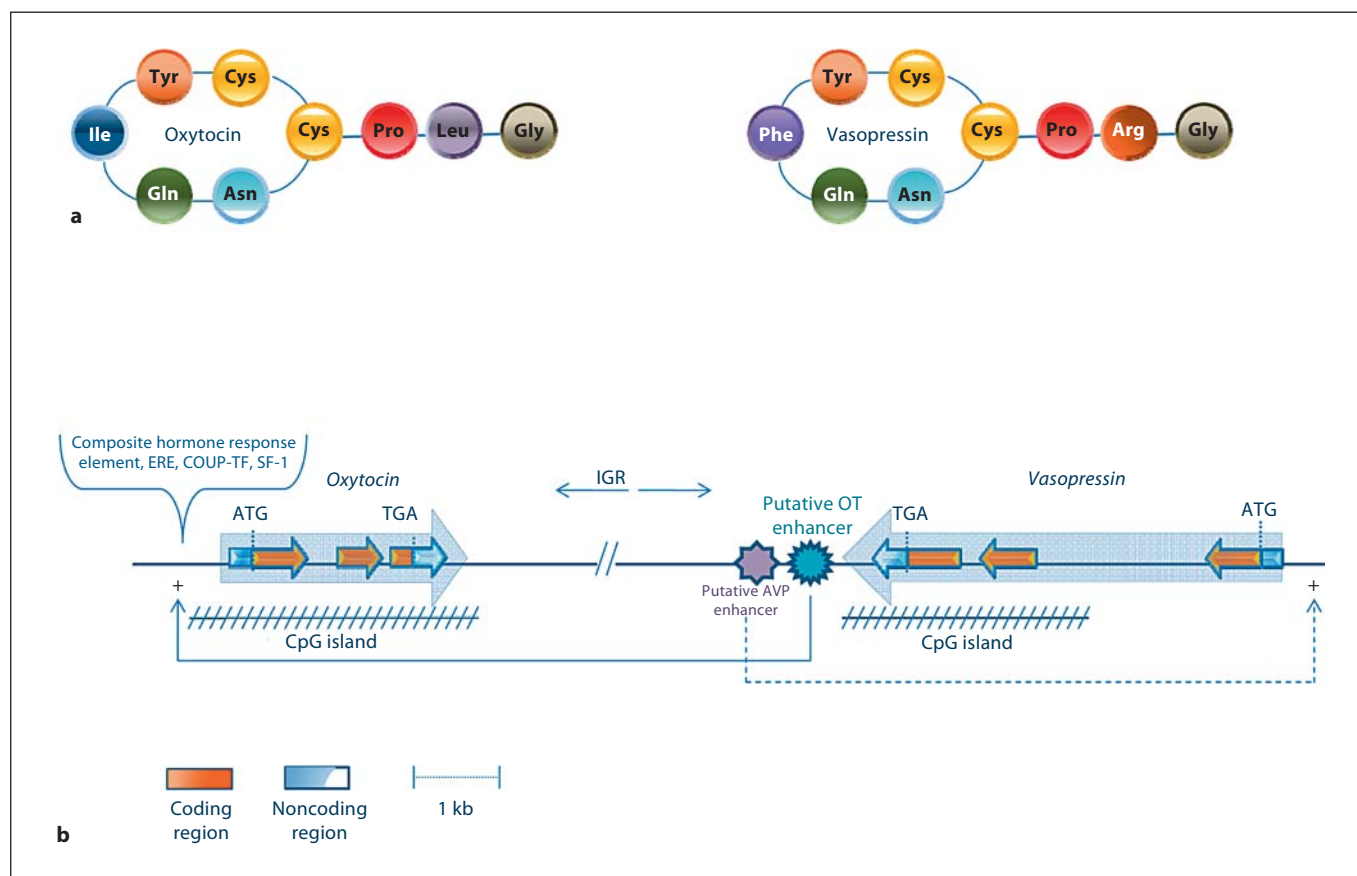 Tyr Cys
Ile Oxytocin Cys Pro Leu Gly
Gln Asn
Tyr Cys
Phe Vasopressin Cys Pro Arg Gly
Gln Asn
a
Composite hormone response
element, ERE, COUP-TF, SF-1
Oxytocin
IGR
Vasopressin
ATG TGA
Putative OT
enhancer
TGA ATG
+
Putative AVP
enhancer
+
CpG island
CpG island
Coding
region
Noncoding
region
1 kb
b